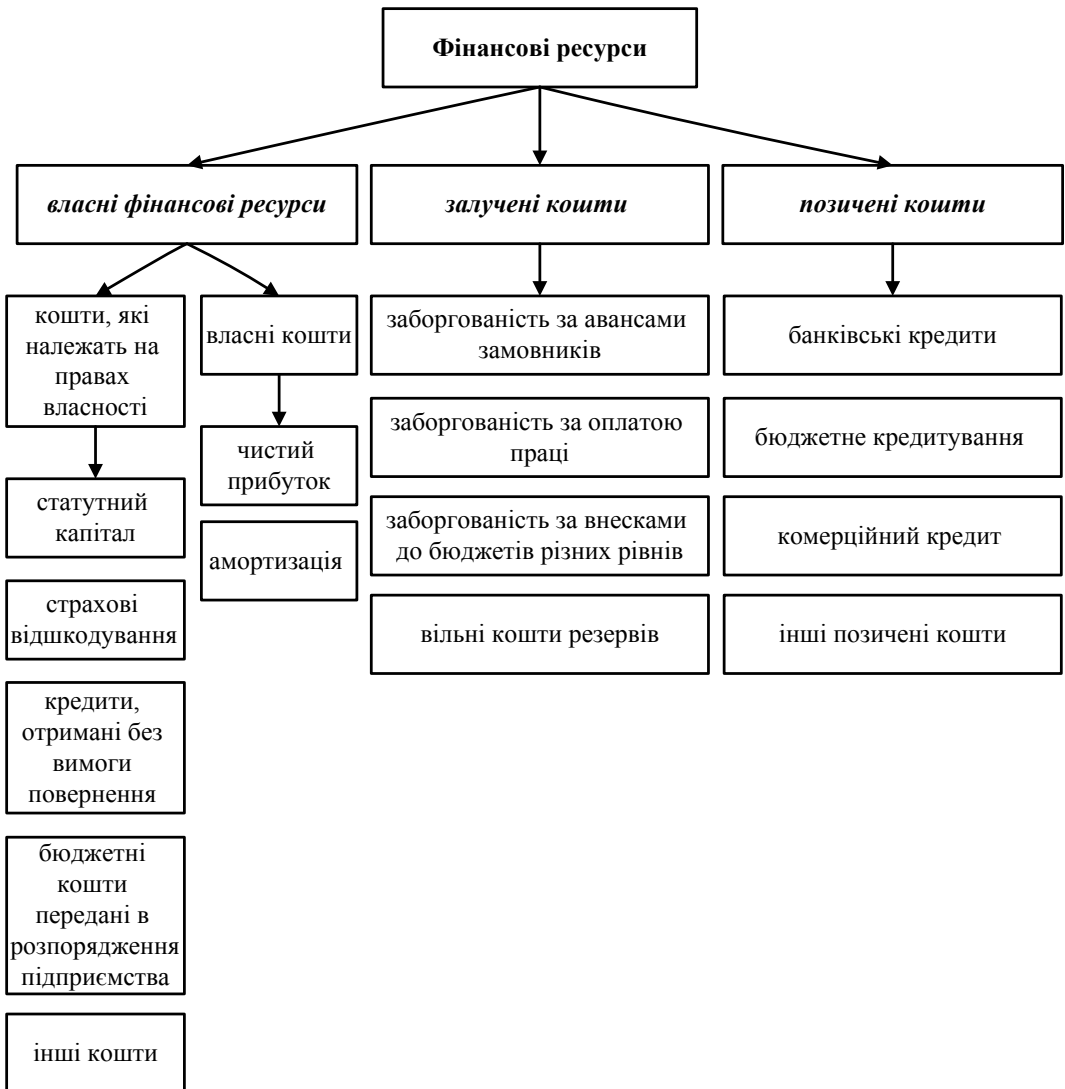 Фінансові ресурси
власні фінансові ресурси
залучені кошти
позичені кошти
кошти, які
належать на
правах
власності
власні кошти
заборгованість за авансами
замовників
банківські кредити
чистий
прибуток
заборгованість за оплатою
праці
бюджетне кредитування
статутний
капітал
амортизація
заборгованість за внесками
до бюджетів різних рівнів
комерційний кредит
страхові
відшкодування
вільні кошти резервів
інші позичені кошти
кредити,
отримані без
вимоги
повернення
бюджетні
кошти
передані в
розпорядження
підприємства
інші кошти